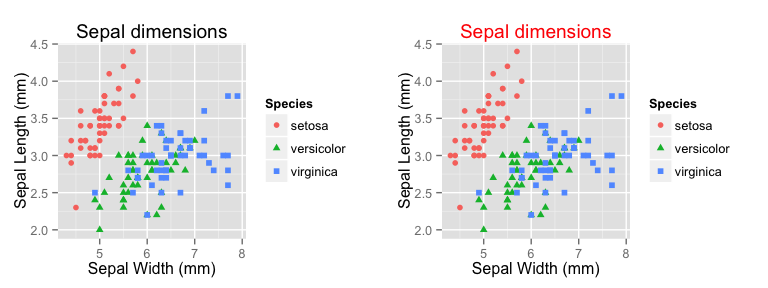 Sepal dimensions
4.5
4.0
3.5
3.0
2.5
2.0
Sepal Length (mm)
5 6 7 8
Sepal Width (mm)
Species
setosa
versicolor
virginica
Sepal dimensions
4.5
4.0
3.5
3.0
2.5
2.0
Sepal Length (mm)
5 6 7 8
Sepal Width (mm)
Species
setosa
versicolor
virginica